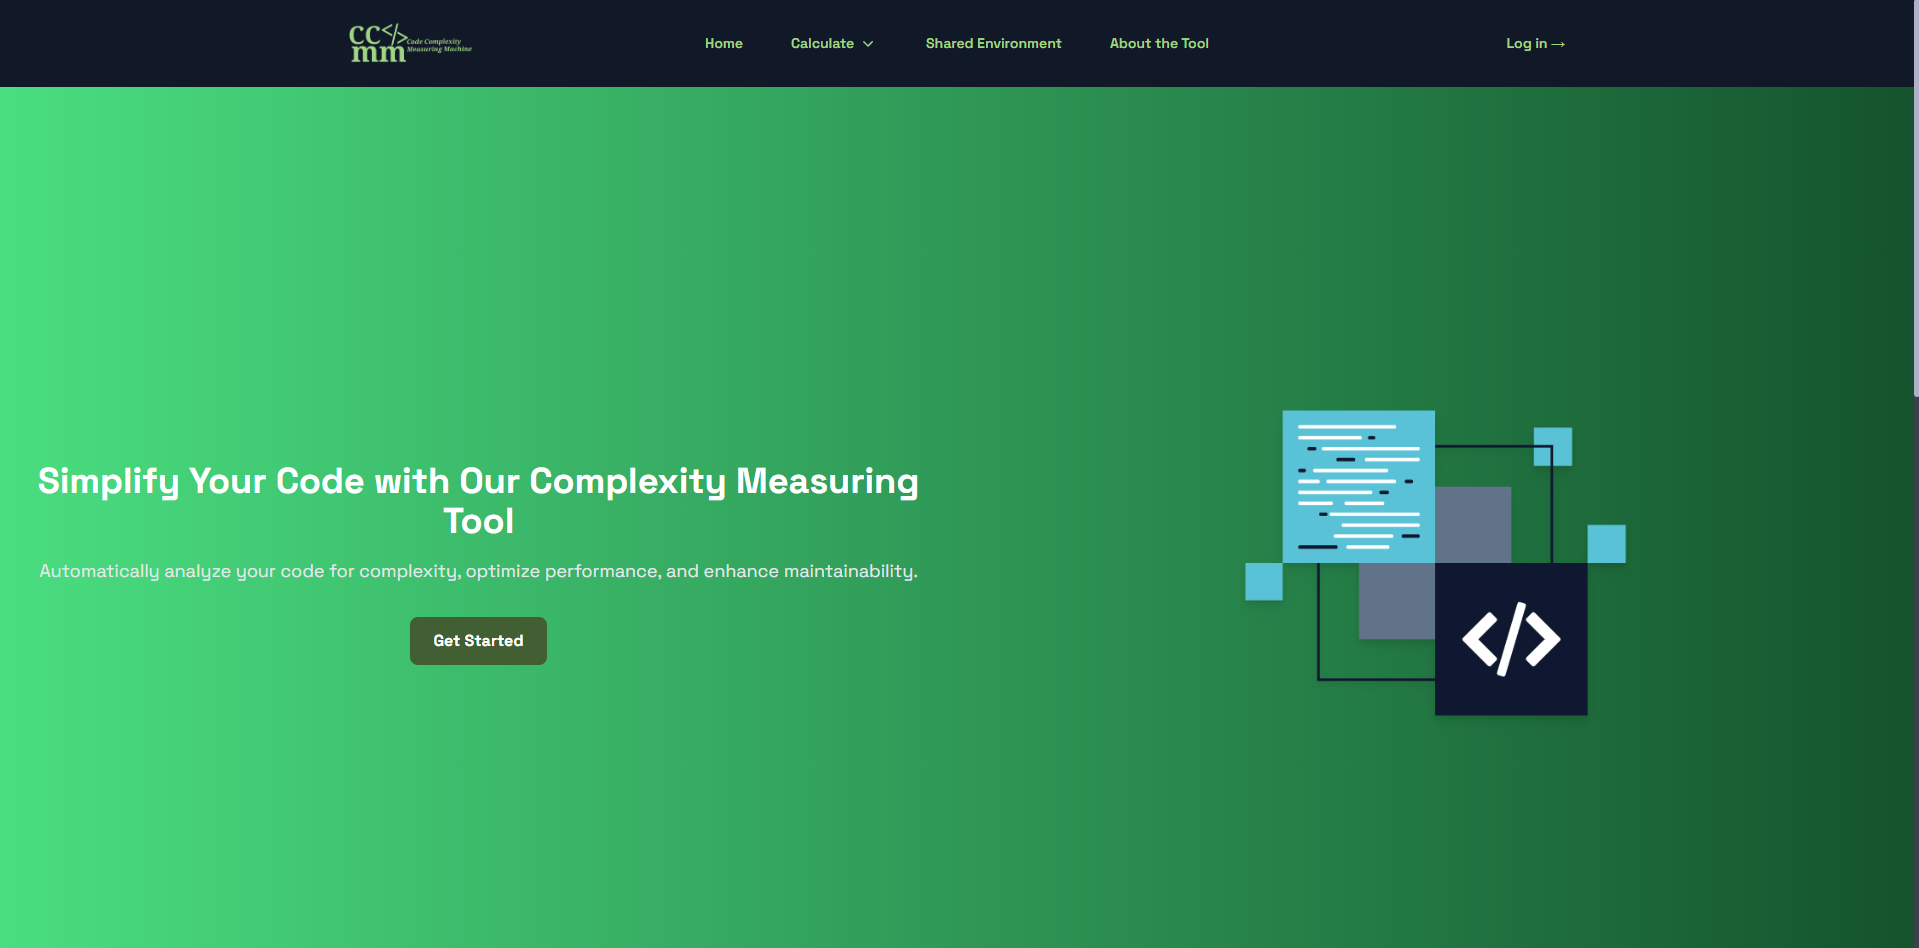 cc</>
mm
Code Complexity
Measuring Machine
Home
Calculate
Shared Environment
About the Tool
Log in →
Simplify Your Code with Our Complexity Measuring
Tool
Automatically analyze your code for complexity, optimize performance, and enhance maintainability.
Get Started
</>